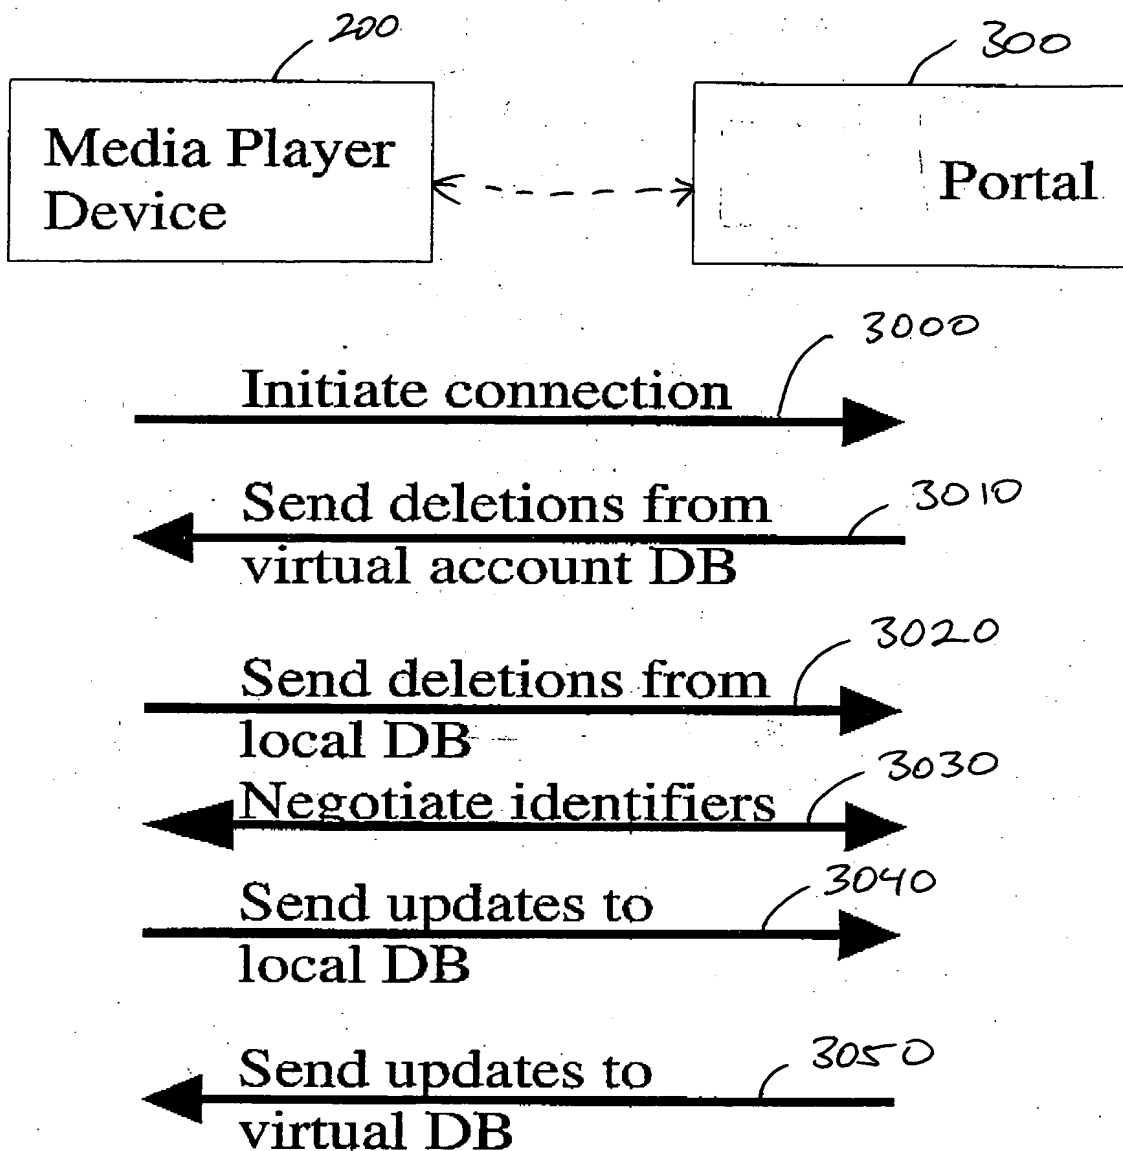 200
300
Media Player
Device
Portal
3000
Initiate connection
3010
Send deletions from
virtual account DB
3020
Send deletions from
local DB
3030
Negotiate identifiers
3040
Send updates to
local DB
3050
Send updates to
virtual DB